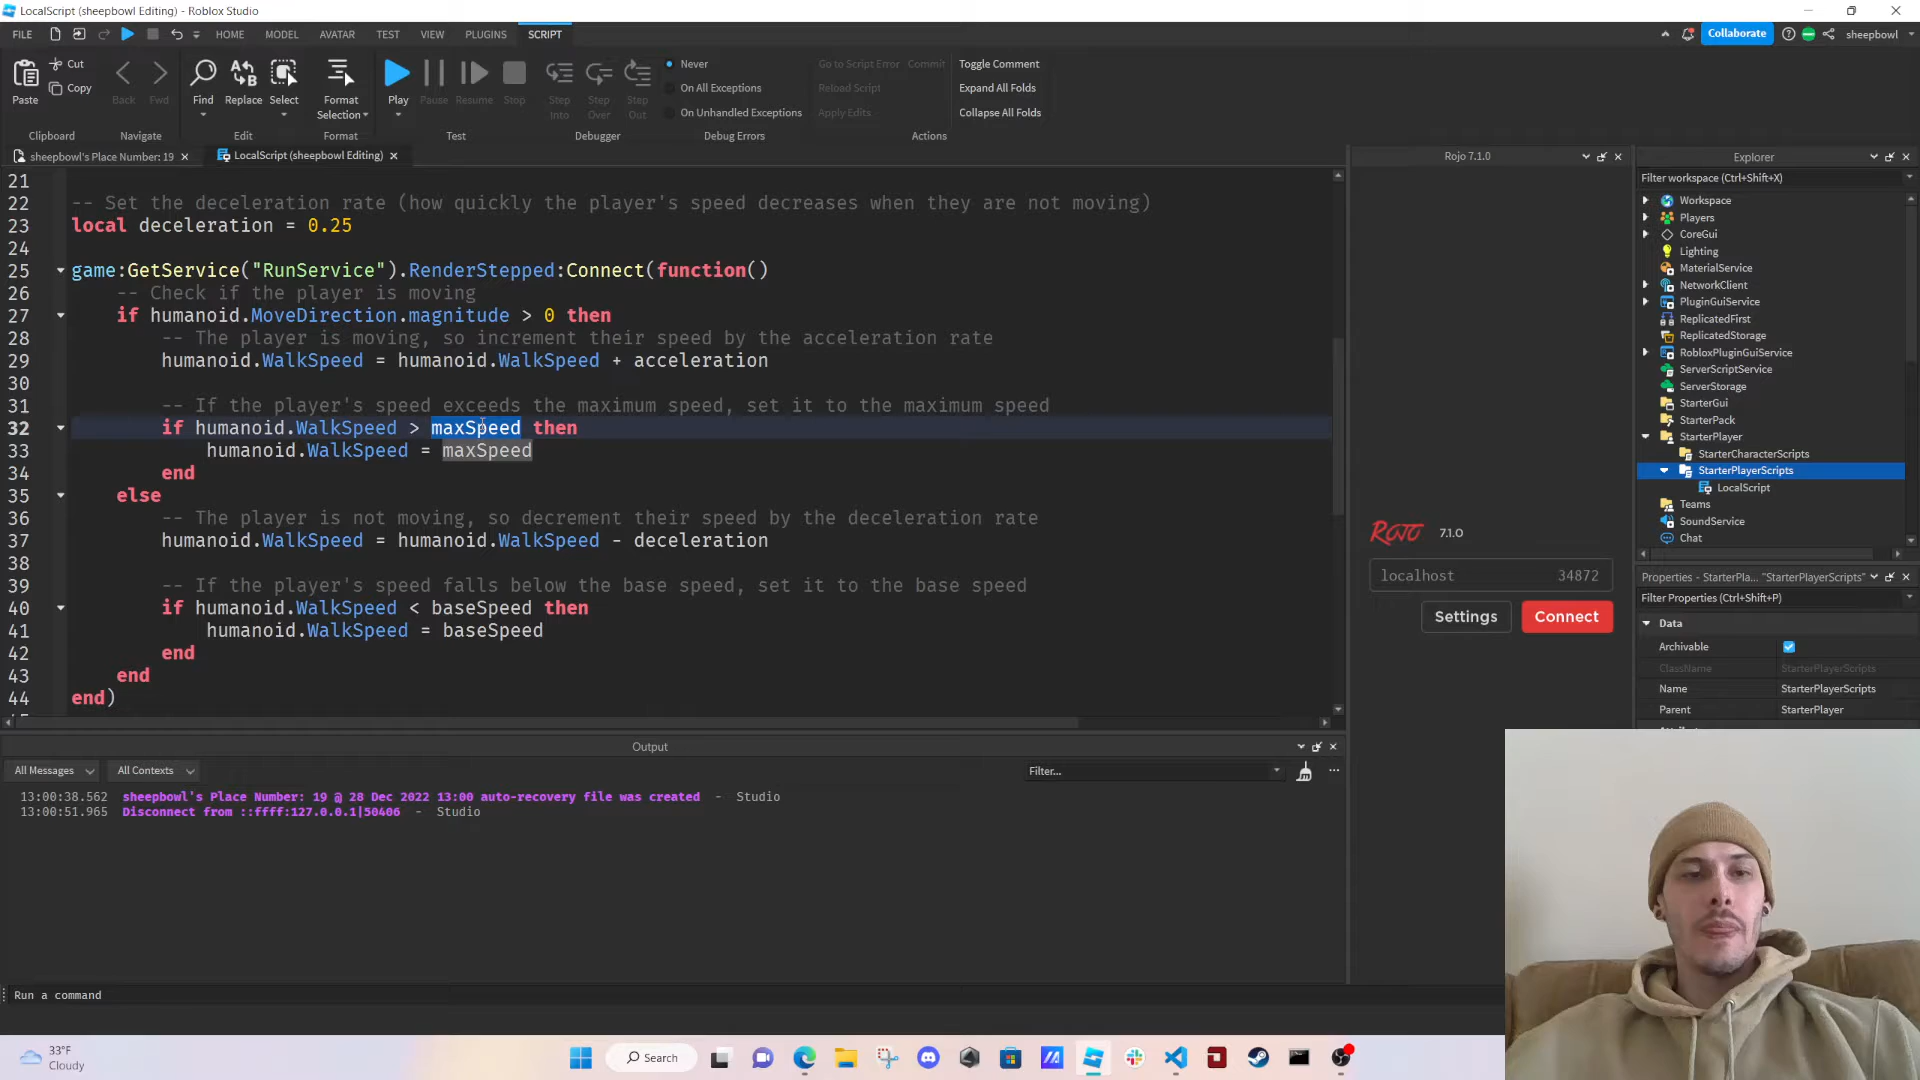 LocalScript (sheepbowl Editing) - Roblox Studio
FILE HOME MODEL AVATAR TEST VIEW PLUGINS SCRIPT Collaborate sheepbowl
Paste Cut Copy Back Fwd Find Replace Select Format Selection Play Pause Resume Stop Step Into Step Over Step Out
Never
On All Exceptions
On Unhandled Exceptions
Go to Script Error Commit
Reload Script
Apply Edits
Toggle Comment
Expand All Folds
Collapse All Folds
Clipboard Navigate Edit Format Test Debugger Debug Errors Actions
sheepbowl's Place Number: 19 LocalScript (sheepbowl Editing)
21
22 -- Set the deceleration rate (how quickly the player's speed decreases when they are not moving)
23 local deceleration = 0.25
24
25 game:GetService("RunService").RenderStepped:Connect(function()
26 -- Check if the player is moving
27 if humanoid.MoveDirection.magnitude > 0 then
28 -- The player is moving, so increment their speed by the acceleration rate
29 humanoid.WalkSpeed = humanoid.WalkSpeed + acceleration
30
31 -- If the player's speed exceeds the maximum speed, set it to the maximum speed
32 if humanoid.WalkSpeed > maxSpeed then
33 humanoid.WalkSpeed = maxSpeed
34 end
35 else
36 -- The player is not moving, so decrement their speed by the deceleration rate
37 humanoid.WalkSpeed = humanoid.WalkSpeed - deceleration
38
39 -- If the player's speed falls below the base speed, set it to the base speed
40 if humanoid.WalkSpeed < baseSpeed then
41 humanoid.WalkSpeed = baseSpeed
42 end
43 end
44 end)
Rojo 7.1.0
ROJO 7.1.0
localhost 34872
Settings Connect
Explorer
Filter workspace (Ctrl+Shift+X)
Workspace
Players
CoreGui
Lighting
MaterialService
NetworkClient
PluginGuiService
ReplicatedFirst
ReplicatedStorage
RobloxPluginGuiService
ServerScriptService
ServerStorage
StarterGui
StarterPack
StarterPlayer
StarterCharacterScripts
StarterPlayerScripts
LocalScript
Teams
SoundService
Chat
Properties - StarterPla... "StarterPlayerScripts"
Filter Properties (Ctrl+Shift+P)
Data
Archivable
ClassName StarterPlayerScripts
Name StarterPlayerScripts
Parent StarterPlayer
Output
All Messages All Contexts Filter...
13:00:38.562 sheepbowl's Place Number: 19 @ 28 Dec 2022 13:00 auto-recovery file was created - Studio
13:00:51.965 Disconnect from ::ffff:127.0.0.1|50406 - Studio
Run a command
33°F
Cloudy
Search